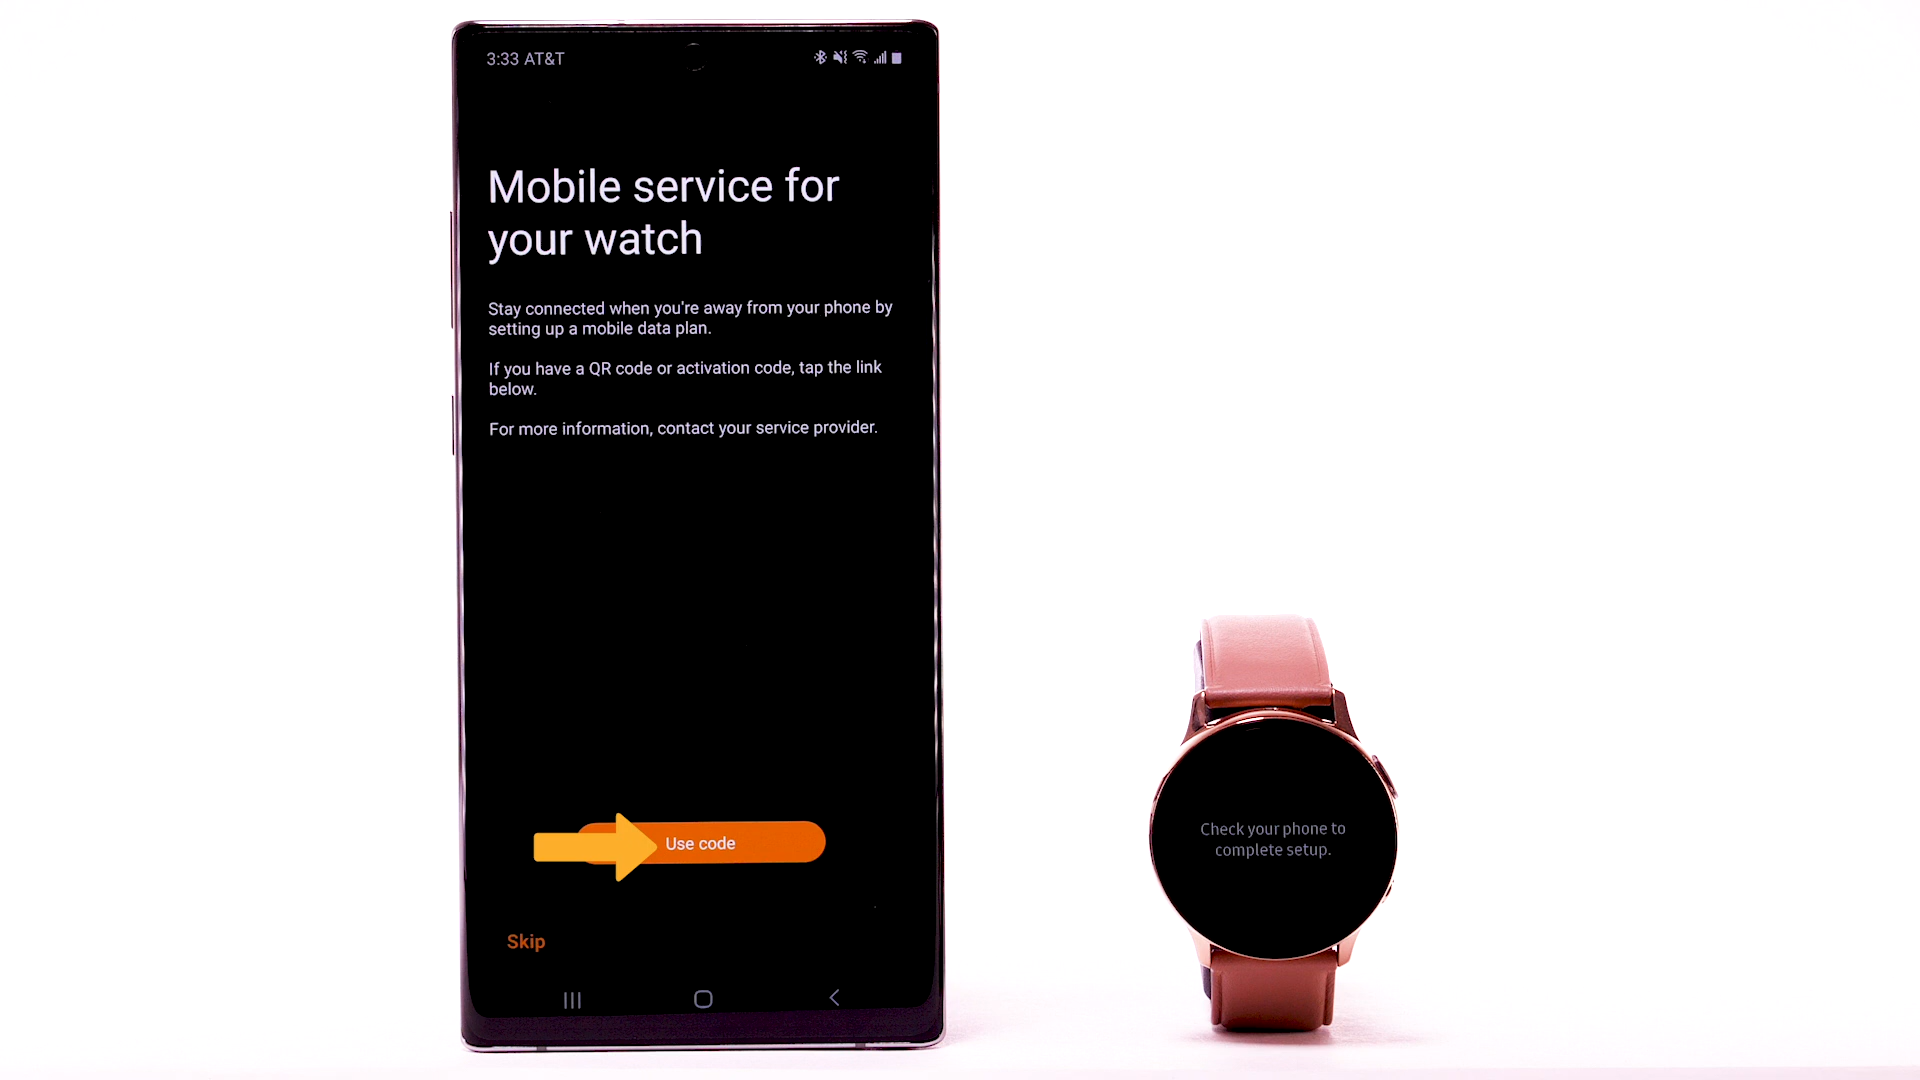 3:33 AT&T
Mobile service for
your watch
Stay connected when you're away from your phone by
setting up a mobile data plan.
If you have a QR code or activation code, tap the link
below.
For more information, contact your service provider.
Use code
Skip
Check your phone to
complete setup.